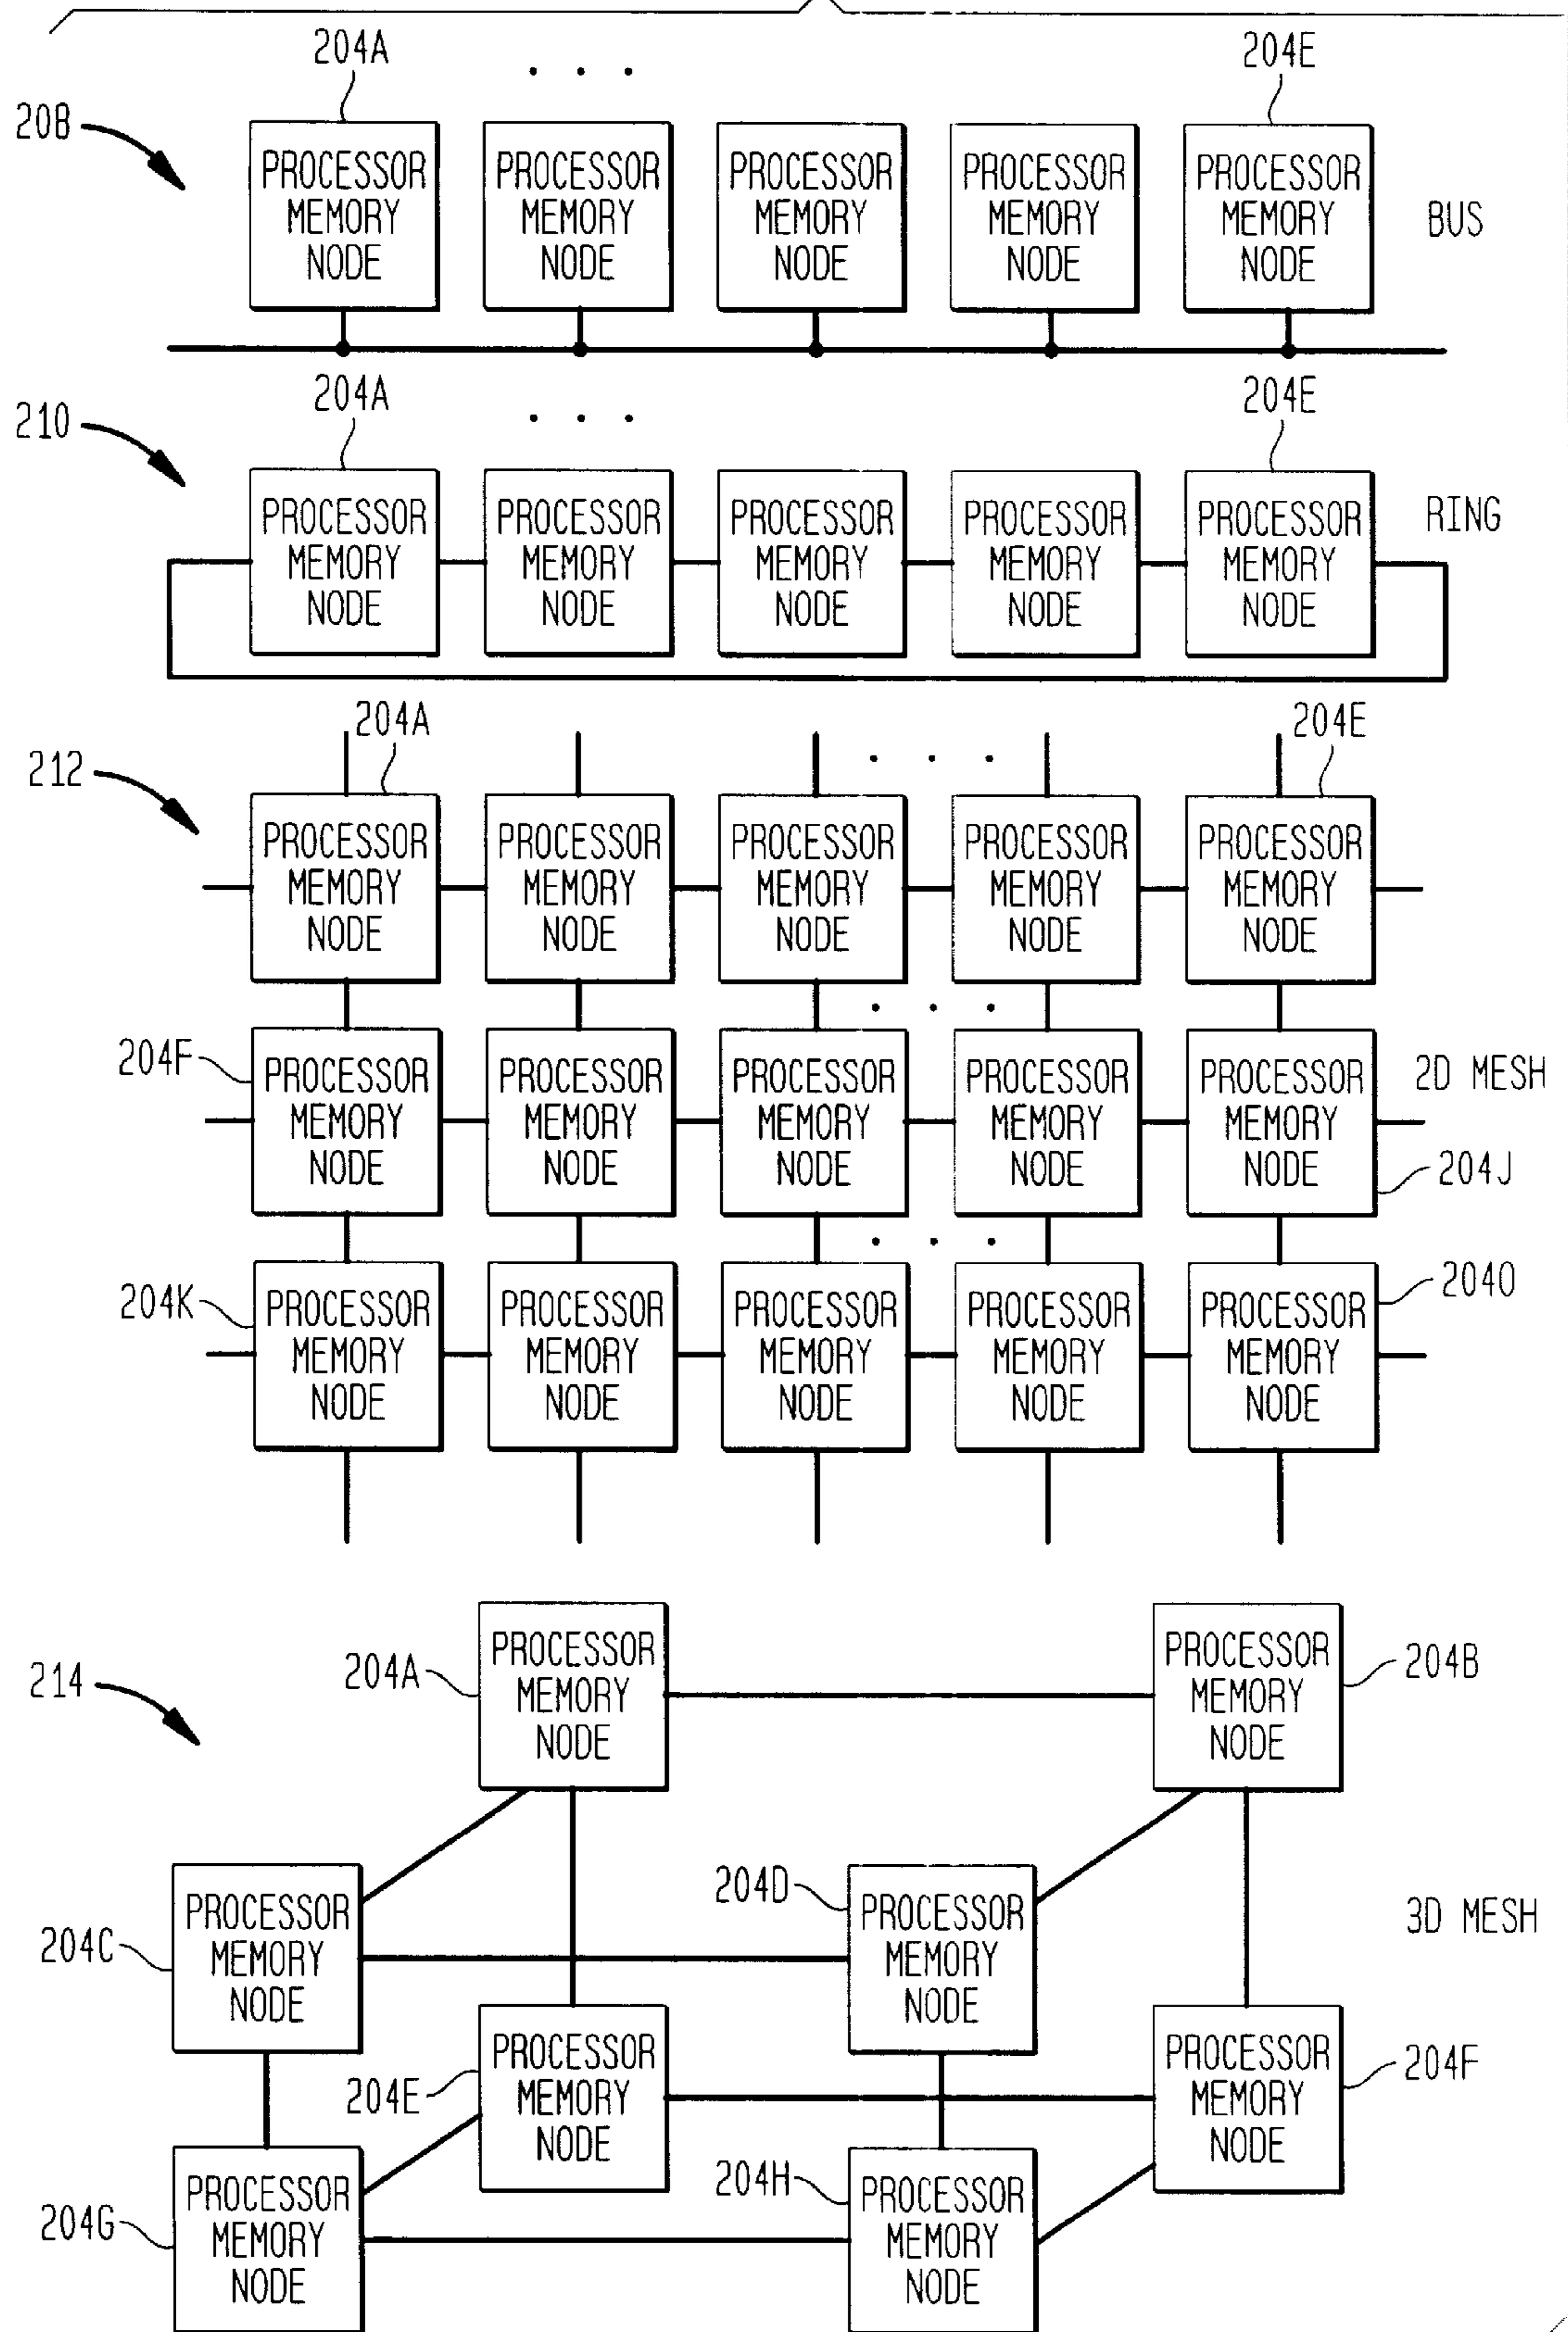 204A
. . .
204E
208
PROCESSOR MEMORY NODE
PROCESSOR MEMORY NODE
PROCESSOR MEMORY NODE
PROCESSOR MEMORY NODE
PROCESSOR MEMORY NODE
BUS
204A
. . .
204E
210
PROCESSOR MEMORY NODE
PROCESSOR MEMORY NODE
PROCESSOR MEMORY NODE
PROCESSOR MEMORY NODE
PROCESSOR MEMORY NODE
RING
204A
204E
212
. . .
PROCESSOR MEMORY NODE
PROCESSOR MEMORY NODE
PROCESSOR MEMORY NODE
PROCESSOR MEMORY NODE
PROCESSOR MEMORY NODE
. . .
204F
PROCESSOR MEMORY NODE
PROCESSOR MEMORY NODE
PROCESSOR MEMORY NODE
PROCESSOR MEMORY NODE
PROCESSOR MEMORY NODE
2D MESH
204J
. . .
204K
PROCESSOR MEMORY NODE
PROCESSOR MEMORY NODE
PROCESSOR MEMORY NODE
PROCESSOR MEMORY NODE
PROCESSOR MEMORY NODE
204O
214
204A
PROCESSOR MEMORY NODE
PROCESSOR MEMORY NODE
204B
204C
PROCESSOR MEMORY NODE
204D
PROCESSOR MEMORY NODE
3D MESH
204E
PROCESSOR MEMORY NODE
PROCESSOR MEMORY NODE
204F
204G
PROCESSOR MEMORY NODE
204H
PROCESSOR MEMORY NODE